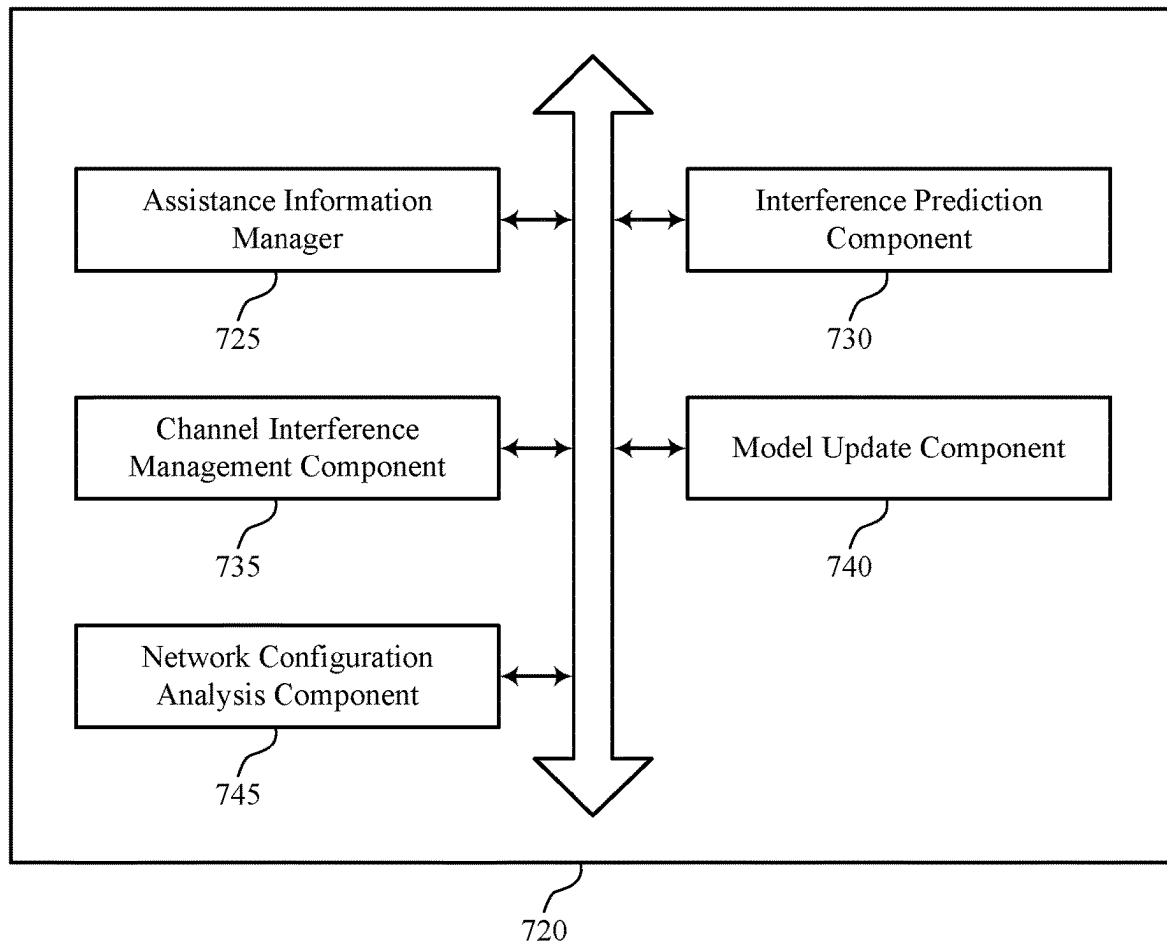 Assistance Information
Manager
725
Interference Prediction
Component
730
Channel Interference
Management Component
735
Model Update Component
740
Network Configuration
Analysis Component
745
720